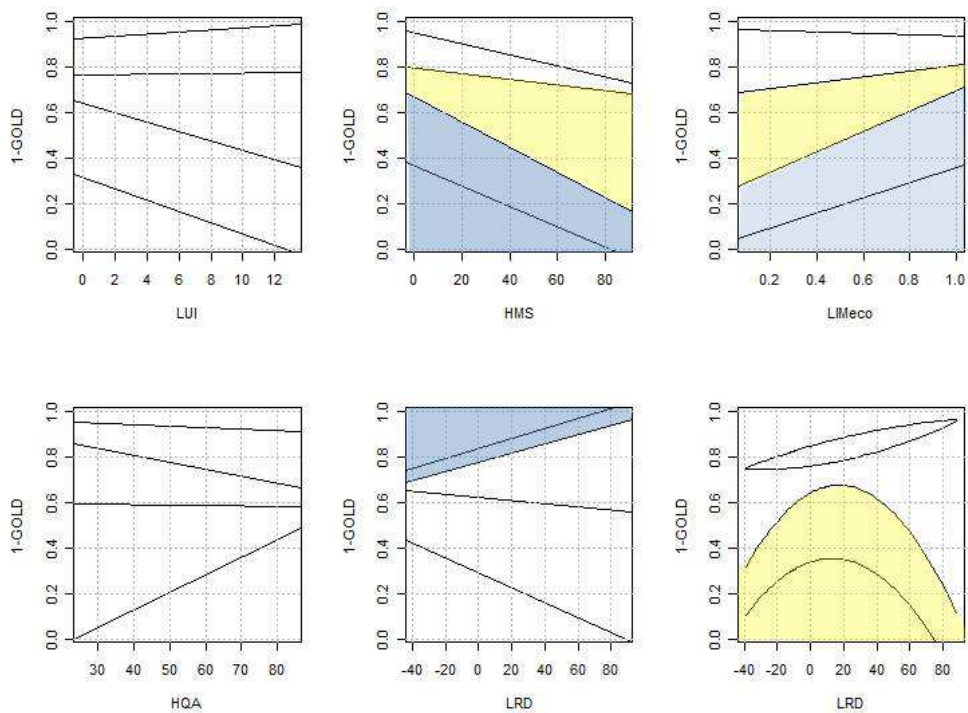 1-GOLD
0.0 0.2 0.4 0.6 0.8 1.0
0 2 4 6 8 10 12
LUI
1-GOLD
0.0 0.2 0.4 0.6 0.8 1.0
0 20 40 60 80
HMS
1-GOLD
0.0 0.2 0.4 0.6 0.8 1.0
0.2 0.4 0.6 0.8 1.0
LIMeco
1-GOLD
0.0 0.2 0.4 0.6 0.8 1.0
30 40 50 60 70 80
HQA
1-GOLD
0.0 0.2 0.4 0.6 0.8 1.0
-40 -20 0 20 40 60 80
LRD
1-GOLD
0.0 0.2 0.4 0.6 0.8 1.0
-40 -20 0 20 40 60 80
LRD